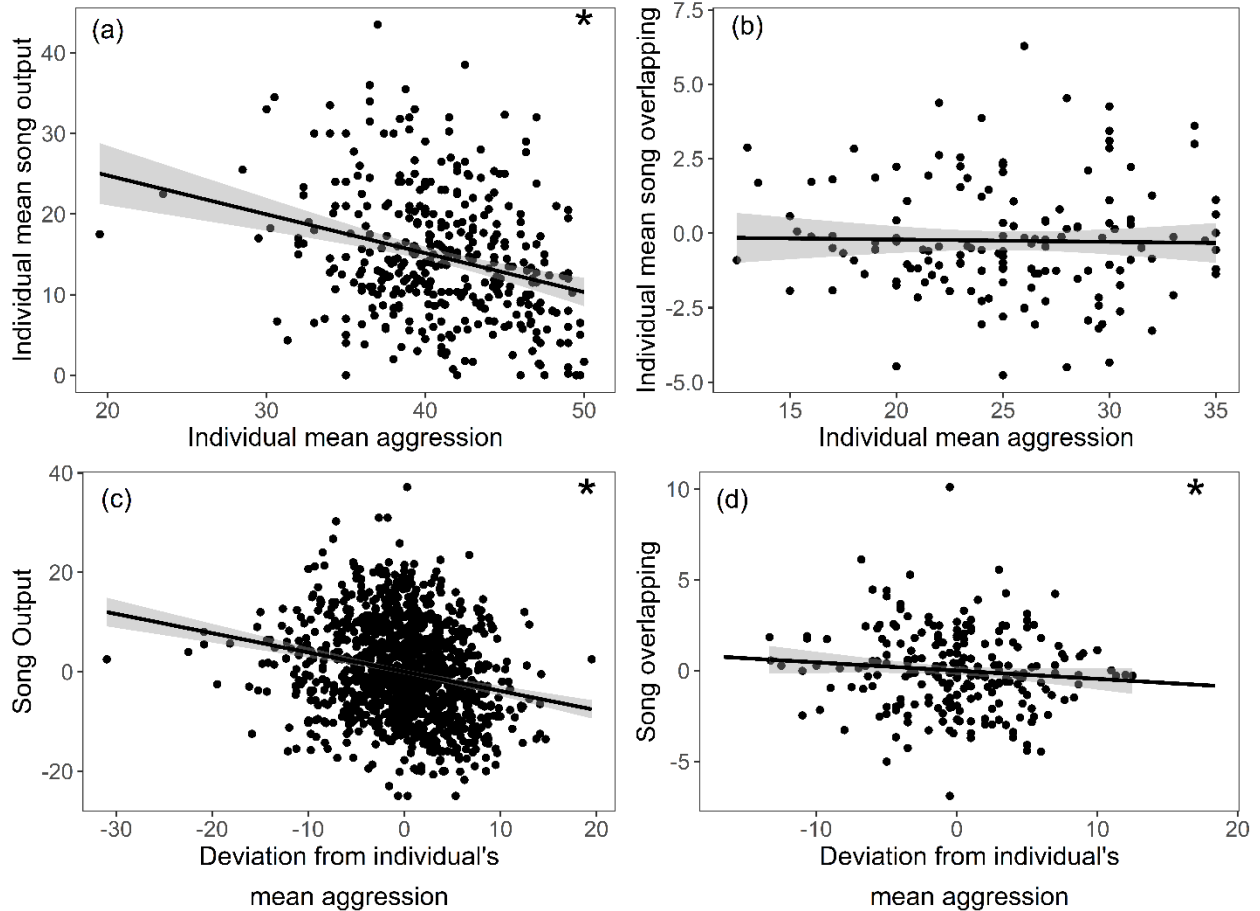 (a)
*
Individual mean song output
40
30
20
10
0
20
30
40
50
Individual mean aggression
(b)
Individual mean song overlapping
7.5
5.0
2.5
0.0
-2.5
-5.0
15
20
25
30
35
Individual mean aggression
(c)
*
Song Output
40
20
0
-20
-30
-20
-10
0
10
20
Deviation from individual's
mean aggression
(d)
*
Song overlapping
10
5
0
-5
-10
0
10
20
Deviation from individual's
mean aggression